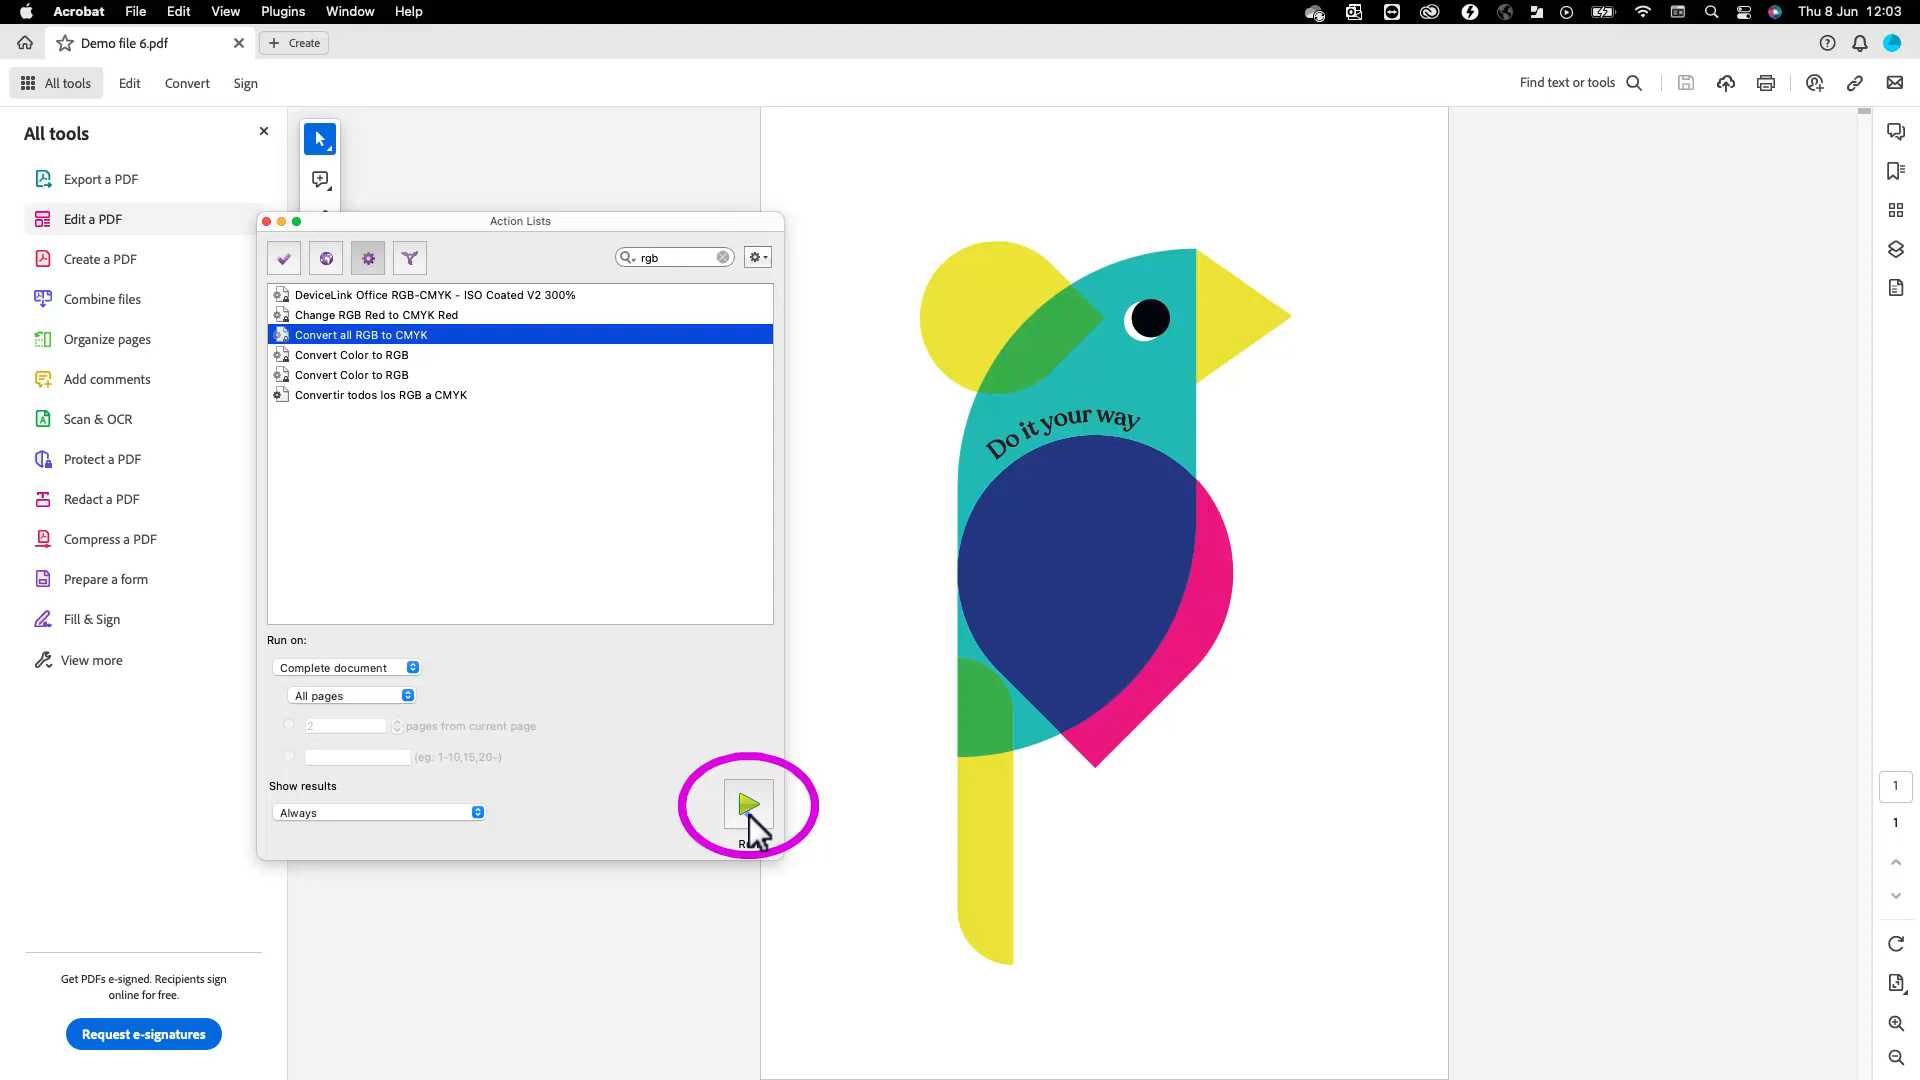 Acrobat File Edit View Plugins Window Help Thu 8 Jun 12:03
Demo file 6.pdf Create
All tools Edit Convert Sign Find text or tools
All tools
Export a PDF
Edit a PDF
Create a PDF
Combine files
Organize pages
Add comments
Scan & OCR
Protect a PDF
Redact a PDF
Compress a PDF
Prepare a form
Fill & Sign
View more
Get PDFs e-signed. Recipients sign
online for free.
Request e-signatures
Action Lists
rgb
DeviceLink Office RGB-CMYK - ISO Coated V2 300%
Change RGB Red to CMYK Red
Convert all RGB to CMYK
Convert Color to RGB
Convert Color to RGB
Convertir todos los RGB a CMYK
Run on:
Complete document
All pages
2 pages from current page
(eg: 1-10,15,20-)
Show results
Always
Do it your way
1
1